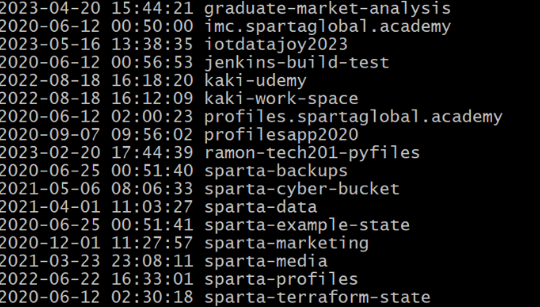 2023-04-20 15:44:21 graduate-market-analysis
2020-06-12 00:50:00 imc.spartaglobal.academy
2023-05-16 13:38:35 iotdatajoy2023
2020-06-12 00:56:53 jenkins-build-test
2022-08-18 16:18:20 kaki-udemy
2022-08-18 16:12:09 kaki-work-space
2020-06-12 02:00:23 profiles.spartaglobal.academy
2020-09-07 09:56:02 profilesapp2020
2023-02-20 17:44:39 ramon-tech201-pyfiles
2020-06-25 00:51:40 sparta-backups
2021-05-06 08:06:33 sparta-cyber-bucket
2021-04-01 11:03:27 sparta-data
2020-06-25 00:51:41 sparta-example-state
2020-12-01 11:27:57 sparta-marketing
2021-03-23 23:08:11 sparta-media
2022-06-22 16:33:01 sparta-profiles
2020-06-12 02:30:18 sparta-terraform-state